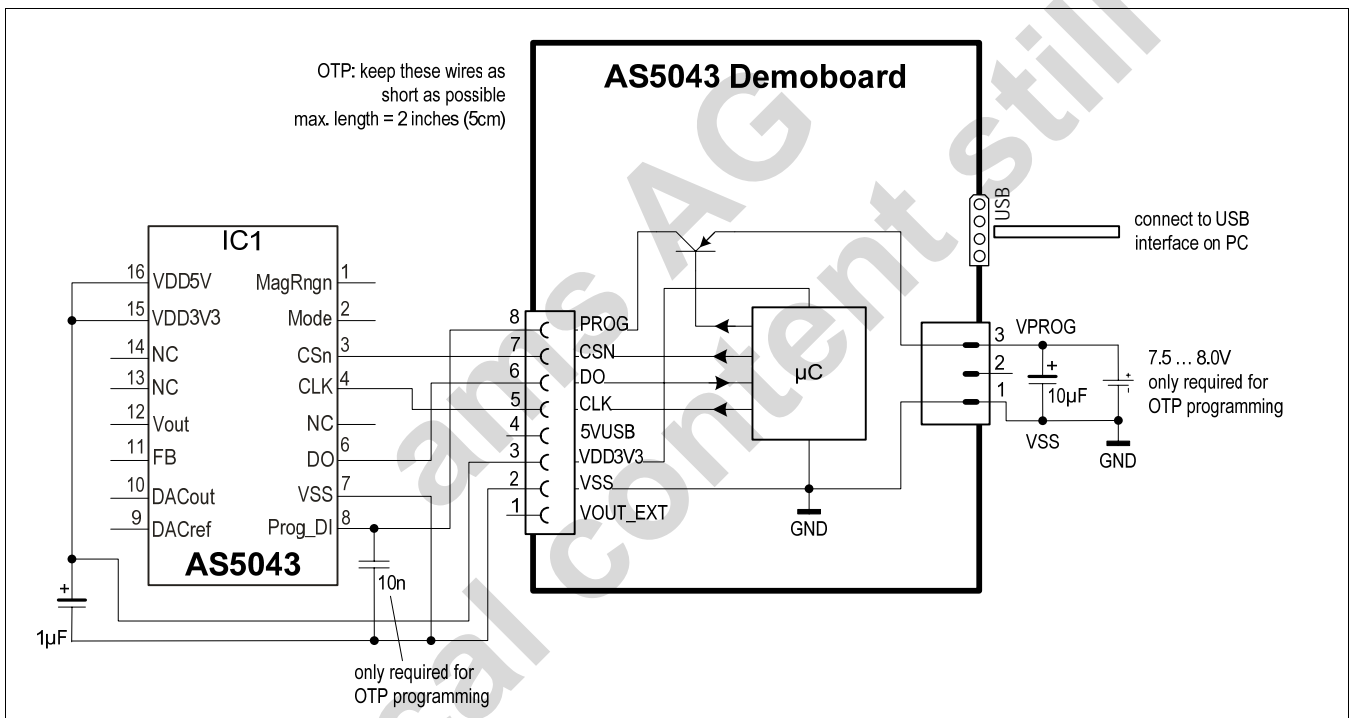 OTP: keep these wires as
short as possible
max. length = 2 inches (5cm)
AS5043 Demoboard
USB
connect to USB
interface on PC
IC1
16 VDD5V
15 VDD3V3
14 NC
13 NC
12 Vout
11 FB
10 DACout
9 DACref
MagRngn 1
Mode 2
CSn 3
CLK 4
NC
DO 6
VSS 7
Prog_DI 8
AS5043
+
1µF
10n
only required for
OTP programming
8 PROG
7 CSN
6 DO
5 CLK
4 5VUSB
3 VDD3V3
2 VSS
1 VOUT_EXT
µC
GND
3 VPROG
2
1
+
10µF
VSS
+
-
7.5 ... 8.0V
only required for
OTP programming
GND
ams AG
cal content still